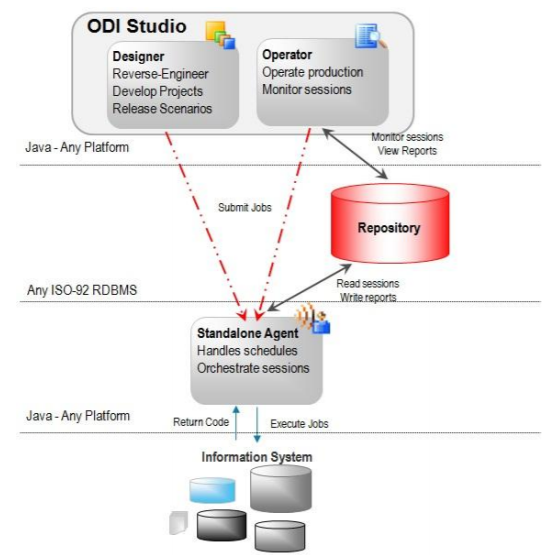 ODI Studio
Designer
Reverse-Engineer
Develop Projects
Release Scenarios
Operator
Operate production
Monitor sessions
Java - Any Platform
Monitor sessions
View Reports
Submit Jobs
Repository
Any ISO-92 RDBMS
Read sessions
Write reports
Standalone Agent
Handles schedules
Orchestrate sessions
Java - Any Platform
Return Code
Execute Jobs
Information System